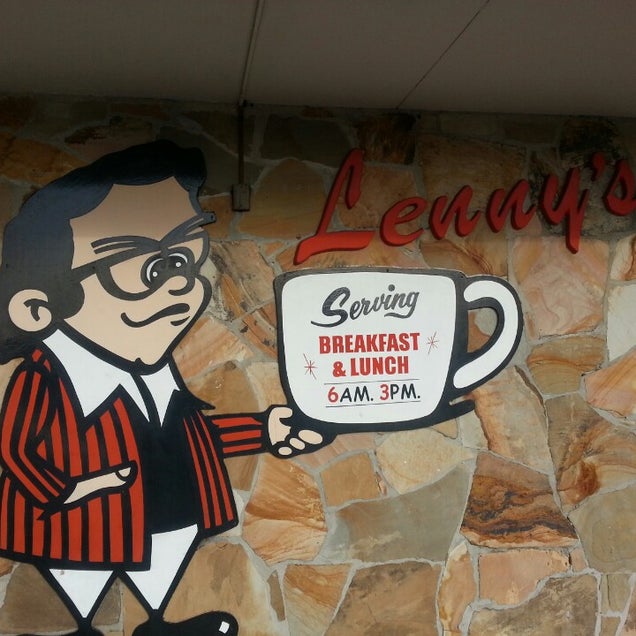 Lenny's
Serving
BREAKFAST
& LUNCH
6AM. 3PM.